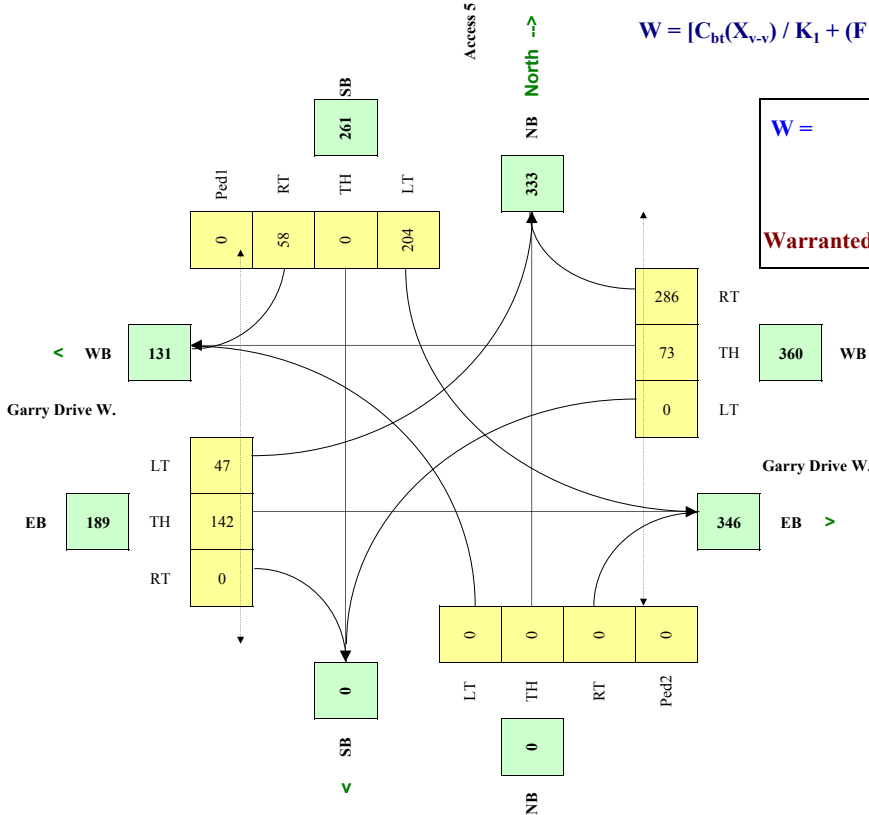 W = [Cbt(Xv-v) / K1 + (F
Access 5
North -->
SB
261
NB
333
W =
Warranted
Ped1
RT
TH
LT
0
58
0
204
286
RT
< WB
131
73
TH
360
WB
Garry Drive W.
0
LT
LT
47
Garry Drive W.
EB
189
TH
142
346
EB >
RT
0
0
0
0
0
LT
TH
RT
Ped2
0
SB
<
0
NB